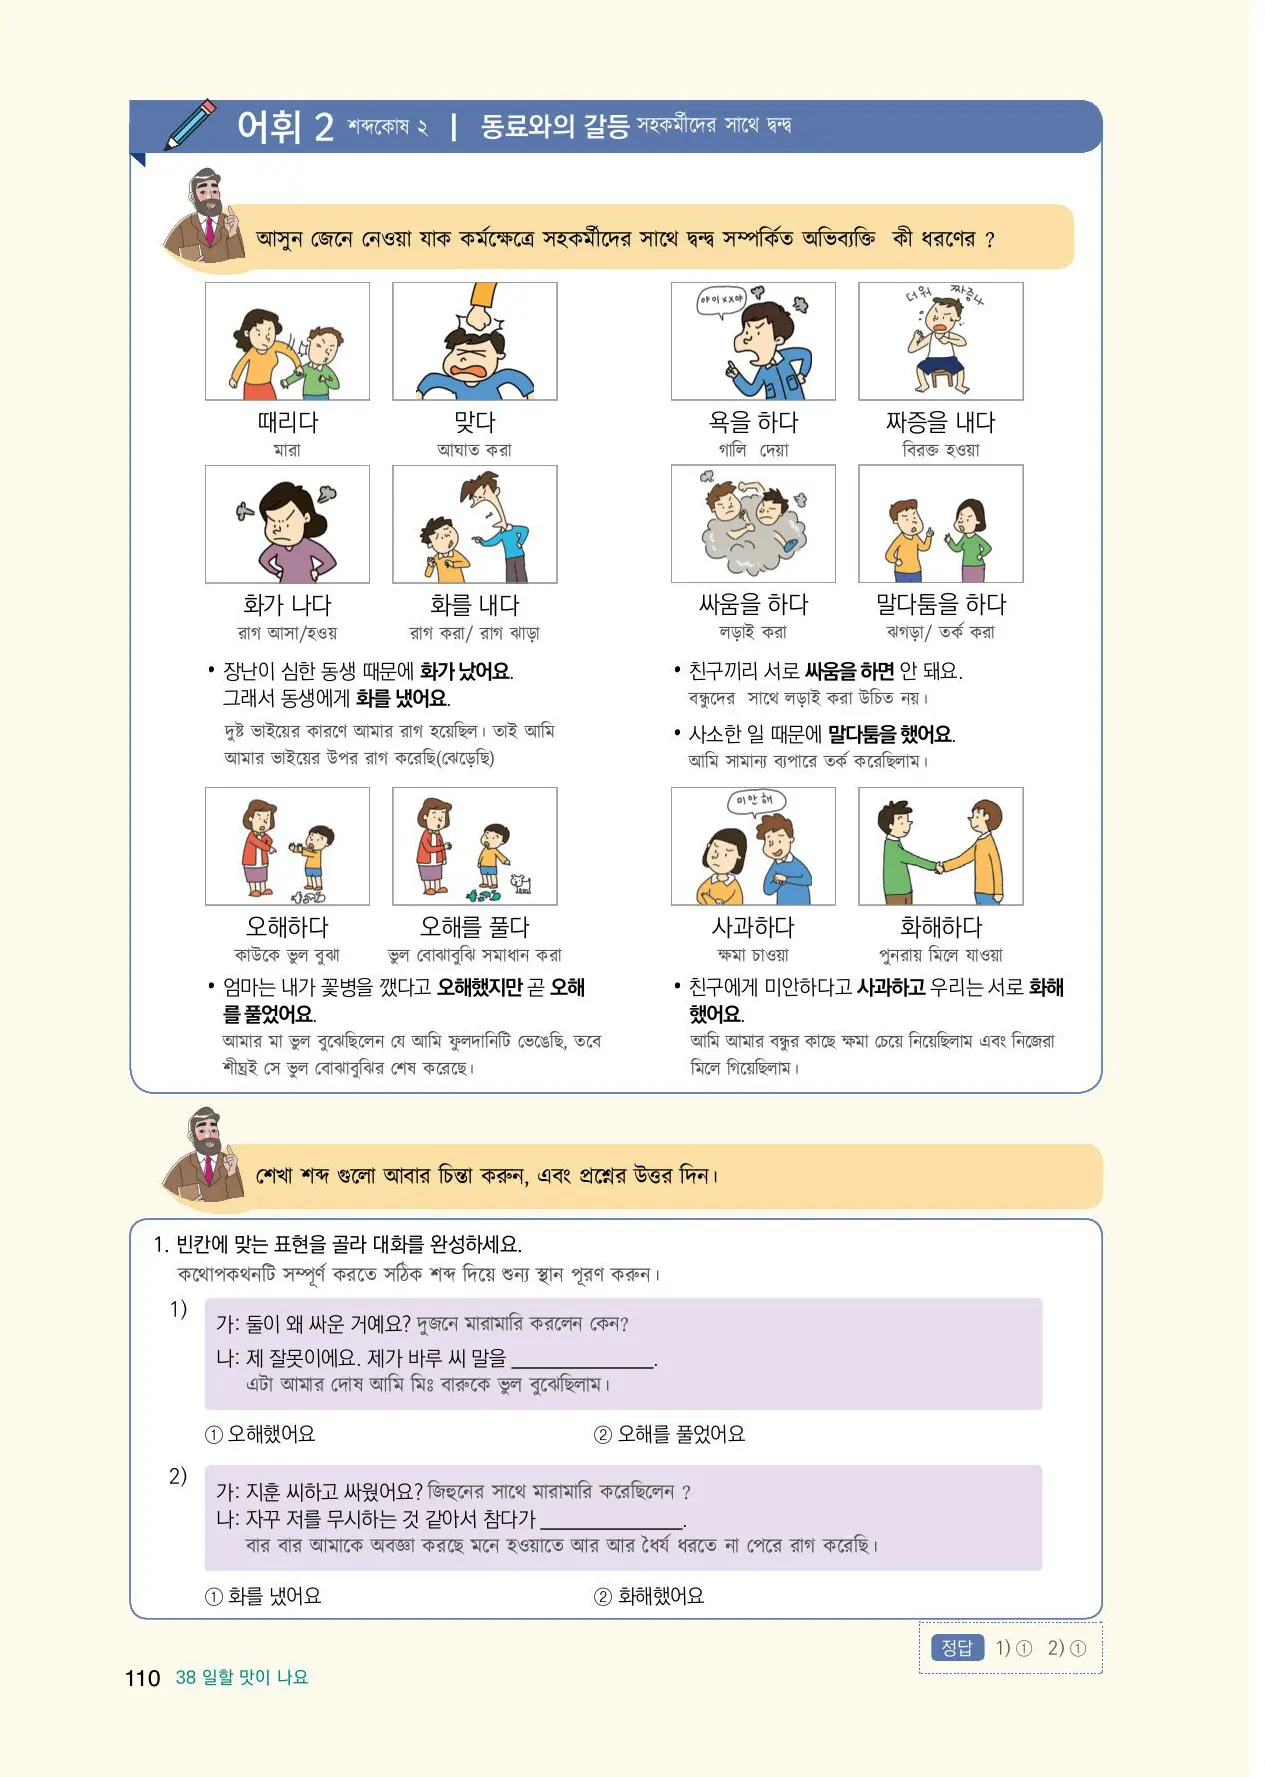 어휘 2 শব্দকোষ ২ | 동료와의 갈등 সহকর্মীদের সাথে দ্বন্দ্ব
আসুন জেনে নেওয়া যাক কর্মক্ষেত্রে সহকর্মীদের সাথে দ্বন্দ্ব সম্পর্কিত অভিব্যক্তি কী ধরণের ?
야이XX야
더워 짜증나
때리다 맞다 욕을 하다 짜증을 내다
মারা আঘাত করা গালি দেয়া বিরক্ত হওয়া
화가 나다 화를 내다 싸움을 하다 말다툼을 하다
রাগ আসা/হওয় রাগ করা/ রাগ ঝাড়া লড়াই করা ঝগড়া/ তর্ক করা
• 장난이 심한 동생 때문에 화가 났어요.
그래서 동생에게 화를 냈어요.
দুষ্ট ভাইয়ের কারণে আমার রাগ হয়েছিল। তাই আমি
আমার ভাইয়ের উপর রাগ করেছি(ঝেড়েছি)
• 친구끼리 서로 싸움을 하면 안 돼요.
বন্ধুদের সাথে লড়াই করা উচিত নয়।
• 사소한 일 때문에 말다툼을 했어요.
আমি সামান্য ব্যপারে তর্ক করেছিলাম।
미안해
오해하다 오해를 풀다 사과하다 화해하다
কাউকে ভুল বুঝা ভুল বোঝাবুঝি সমাধান করা ক্ষমা চাওয়া পুনরায় মিলে যাওয়া
• 엄마는 내가 꽃병을 깼다고 오해했지만 곧 오해
를 풀었어요.
আমার মা ভুল বুঝেছিলেন যে আমি ফুলদানিটি ভেঙেছি, তবে
শীঘ্রই সে ভুল বোঝাবুঝির শেষ করেছে।
• 친구에게 미안하다고 사과하고 우리는 서로 화해
했어요.
আমি আমার বন্ধুর কাছে ক্ষমা চেয়ে নিয়েছিলাম এবং নিজেরা
মিলে গিয়েছিলাম।
শেখা শব্দ গুলো আবার চিন্তা করুন, এবং প্রশ্নের উত্তর দিন।
1. 빈칸에 맞는 표현을 골라 대화를 완성하세요.
কথোপকথনটি সম্পূর্ণ করতে সঠিক শব্দ দিয়ে শুন্য স্থান পূরণ করুন।
1)
가: 둘이 왜 싸운 거예요? দুজনে মারামারি করলেন কেন?
나: 제 잘못이에요. 제가 바루 씨 말을 ______________.
এটা আমার দোষ আমি মিঃ বারুকে ভুল বুঝেছিলাম।
① 오해했어요 ② 오해를 풀었어요
2)
가: 지훈 씨하고 싸웠어요? জিহুনের সাথে মারামারি করেছিলেন ?
나: 자꾸 저를 무시하는 것 같아서 참다가 ______________.
বার বার আমাকে অবজ্ঞা করছে মনে হওয়াতে আর আর ধৈর্য ধরতে না পেরে রাগ করেছি।
① 화를 냈어요 ② 화해했어요
정답 1) ① 2) ①
110 38 일할 맛이 나요